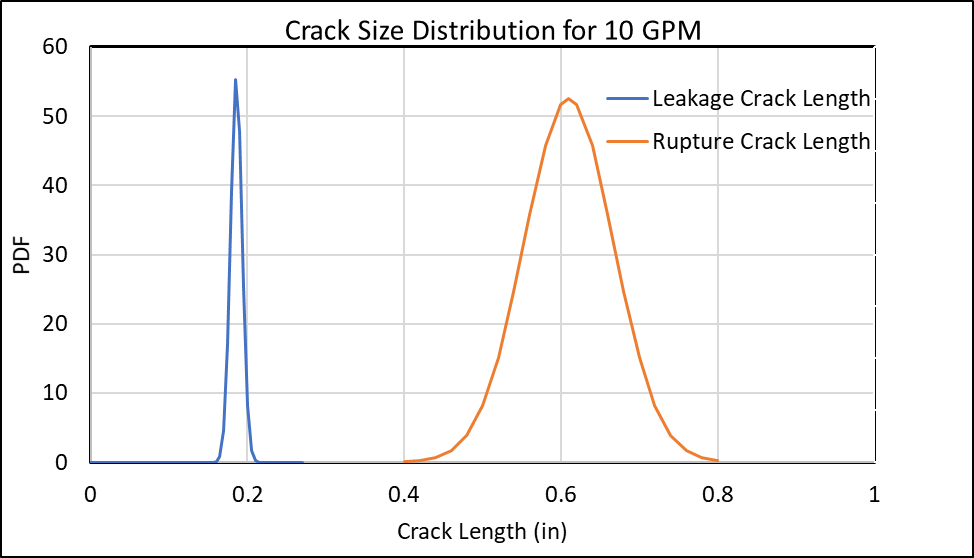 Crack Size Distribution for 10 GPM
60
50
40
30
20
10
0
PDF
Leakage Crack Length
Rupture Crack Length
0 0.2 0.4 0.6 0.8 1
Crack Length (in)